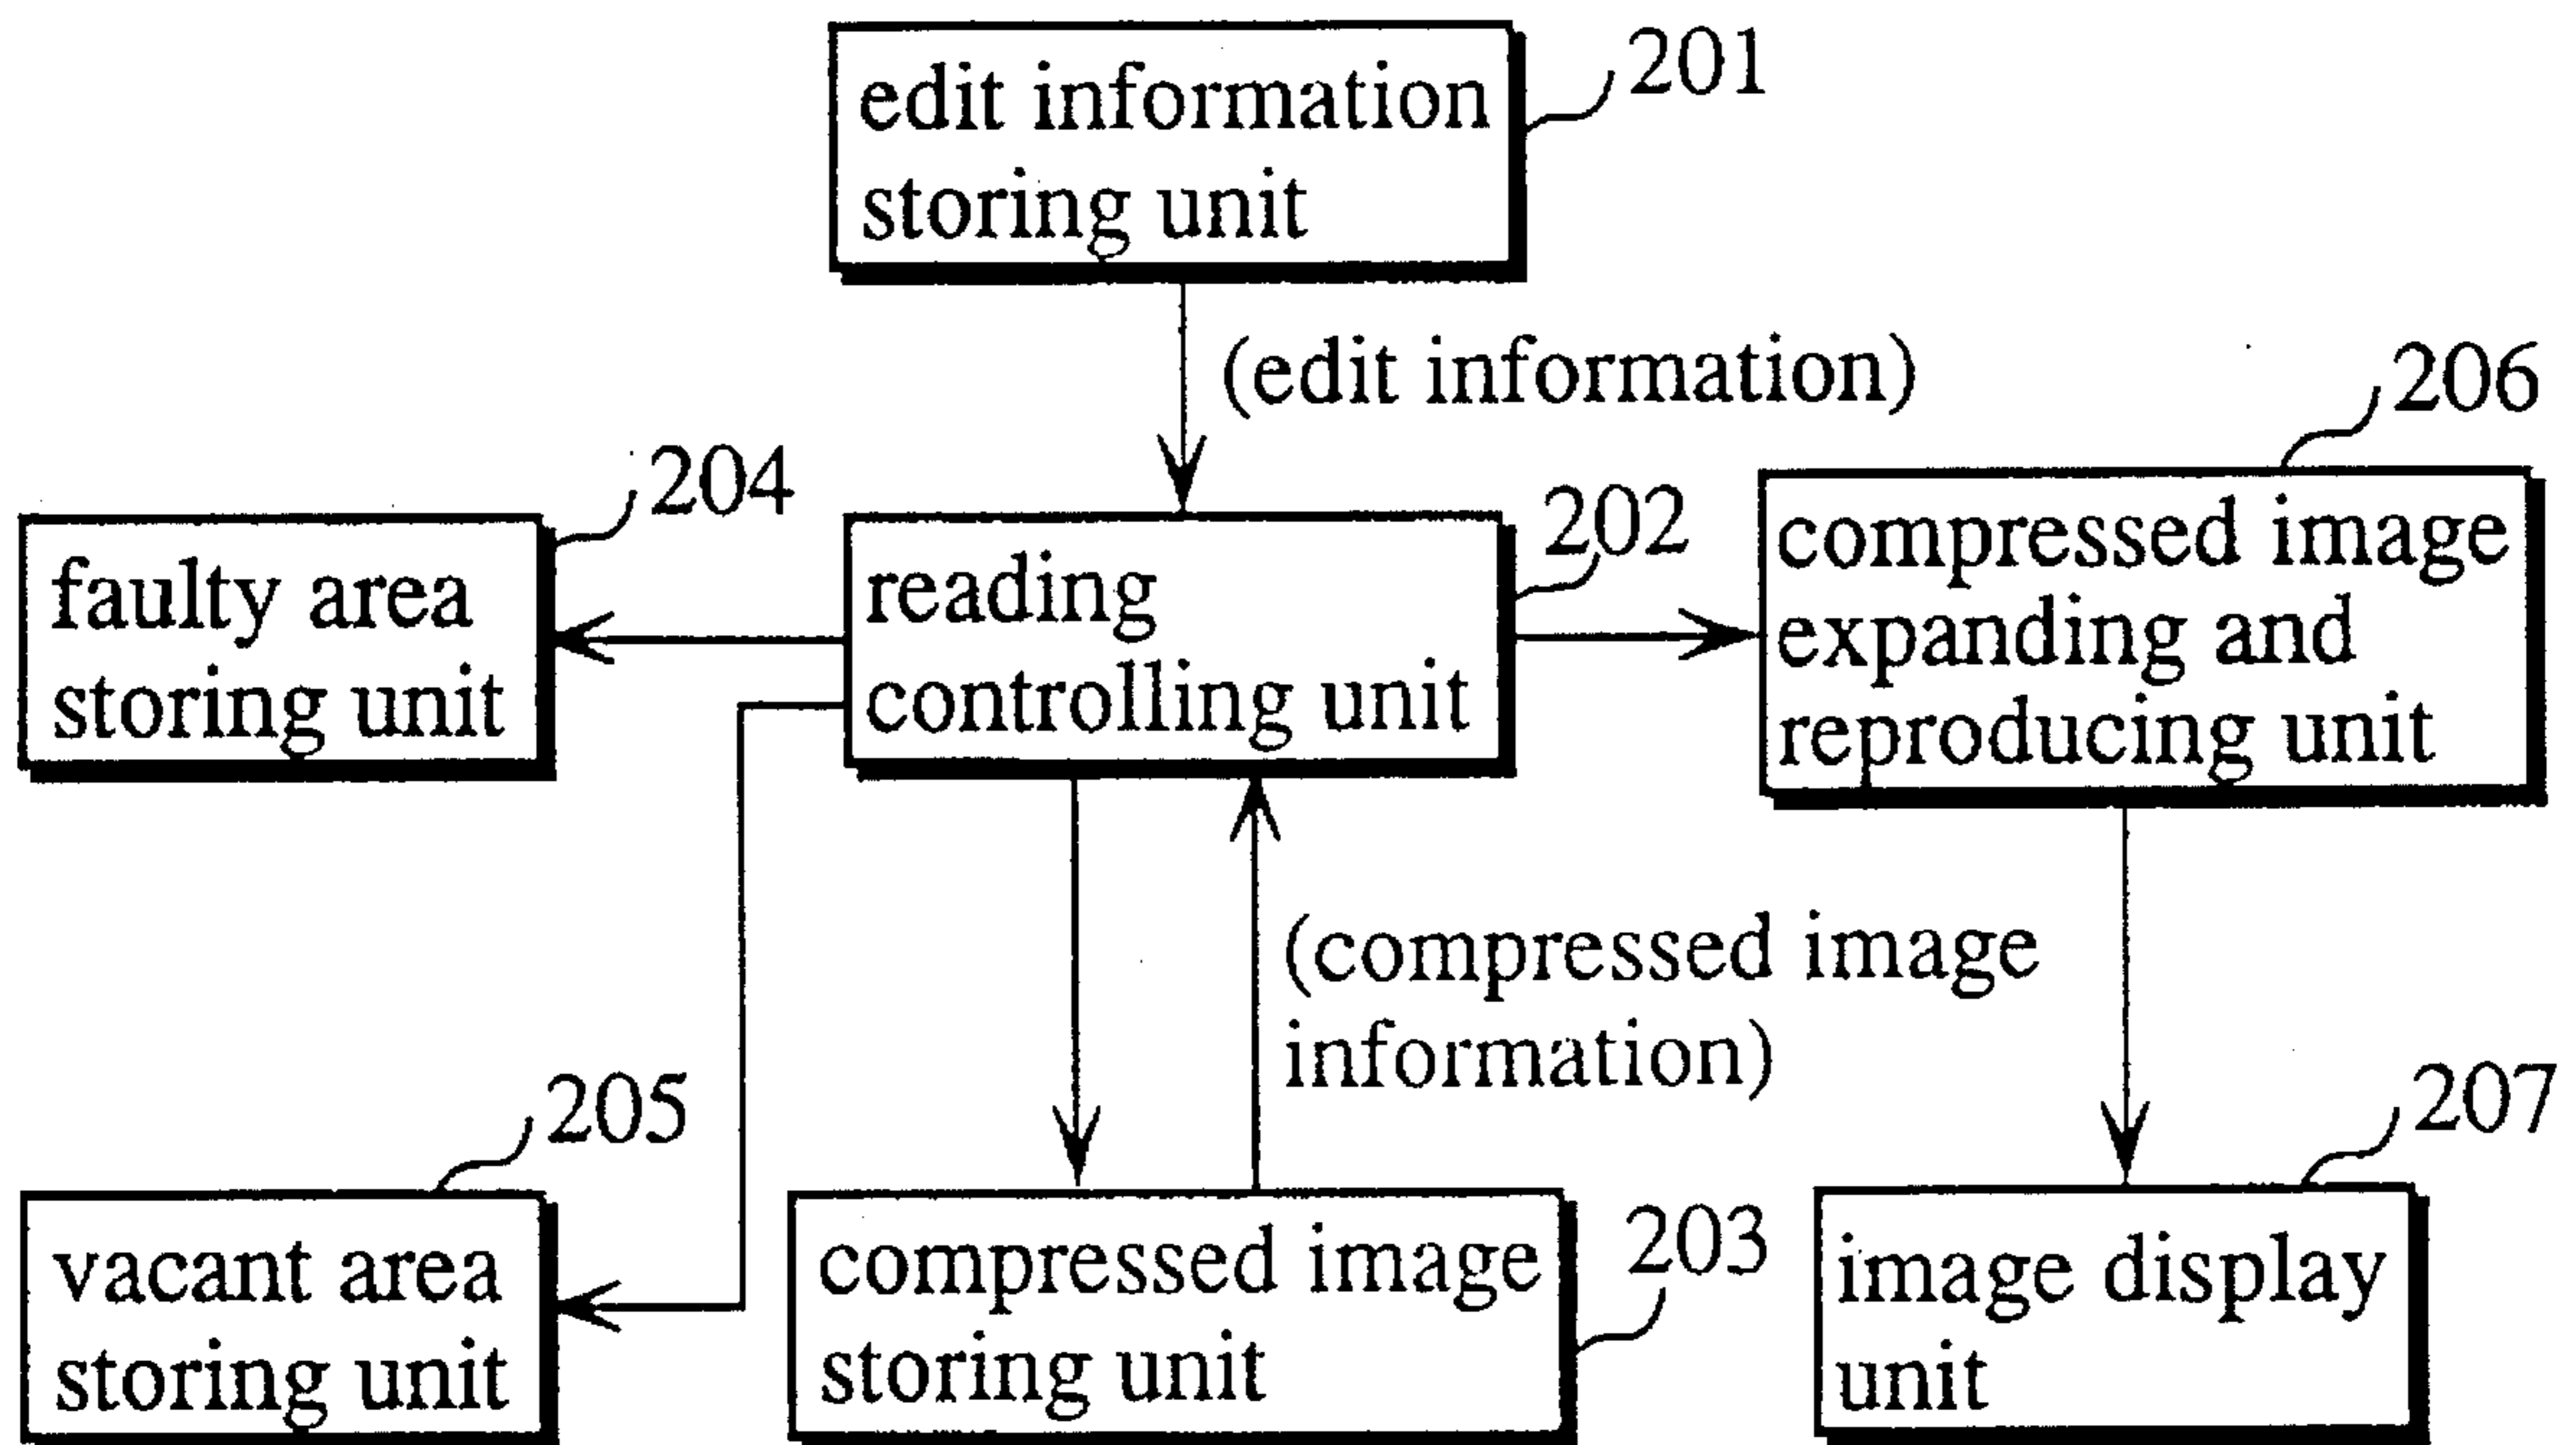 edit information
storing unit
201
(edit information)
206
204
202
faulty area
storing unit
reading
controlling unit
compressed image
expanding and
reproducing unit
(compressed image
information)
205
203
207
vacant area
storing unit
compressed image
storing unit
image display
unit